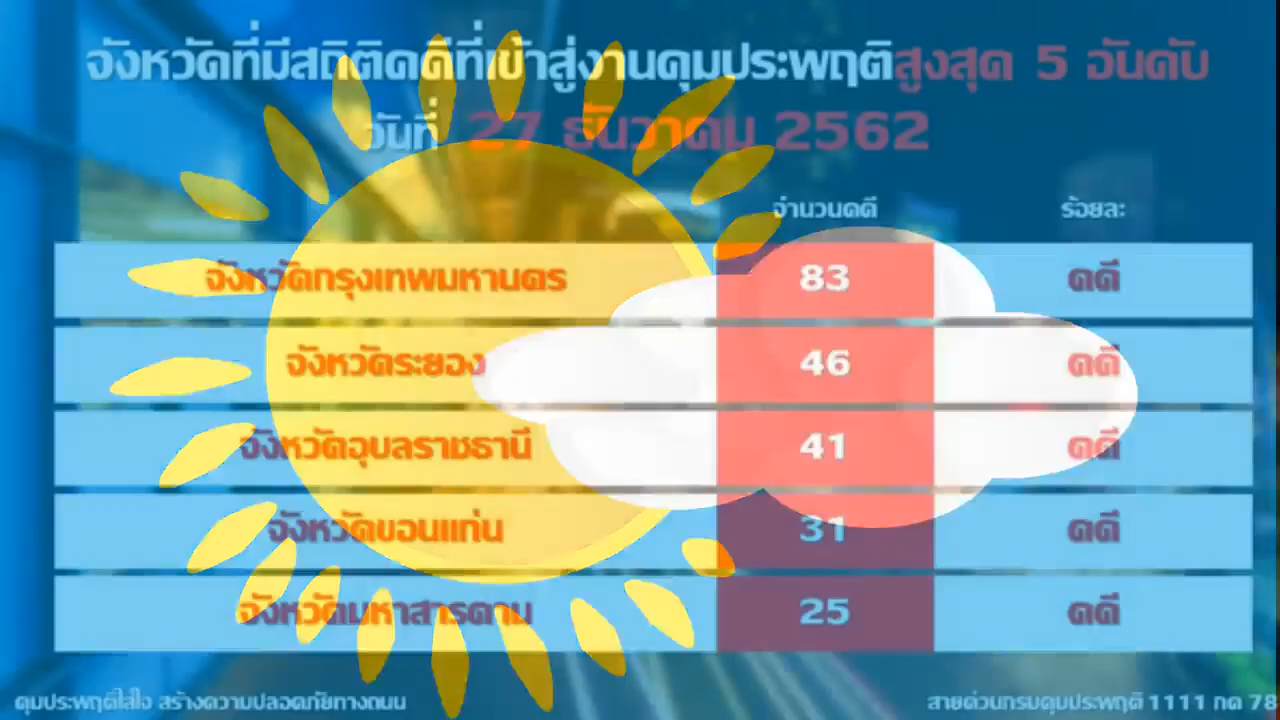 จังหวัดที่มีสถิติคดีที่เข้าสู่งานคุมประพฤติสูงสุด 5 อันดับ
วันที่ 27 ธันวาคม 2562
จำนวนคดี ร้อยละ
จังหวัดกรุงเทพมหานคร 83 คดี
จังหวัดระยอง 46 คดี
จังหวัดอุบลราชธานี 41 คดี
จังหวัดขอนแก่น 31 คดี
จังหวัดมหาสารคาม 25 คดี
คุมประพฤติใส่ใจ สร้างความปลอดภัยทางถนน
สายด่วนกรมคุมประพฤติ 1111 กด 78